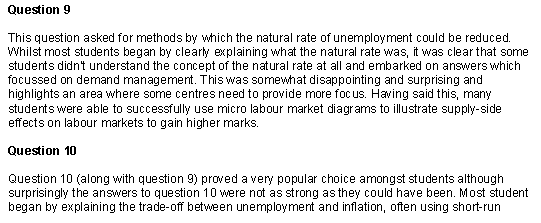 Question 9
This question asked for methods by which the natural rate of unemployment could be reduced.
Whilst most students began by clearly explaining what the natural rate was, it was clear that some
students didn't understand the concept of the natural rate at all and embarked on answers which
focussed on demand management. This was somewhat disappointing and surprising and
highlights an area where some centres need to provide more focus. Having said this, many
students were able to successfully use micro labour market diagrams to illustrate supply-side
effects on labour markets to gain higher marks.
Question 10
Question 10 (along with question 9) proved a very popular choice amongst students although
surprisingly the answers to question 10 were not as strong as they could have been. Most student
began by explaining the trade-off between unemployment and inflation, often using short-run